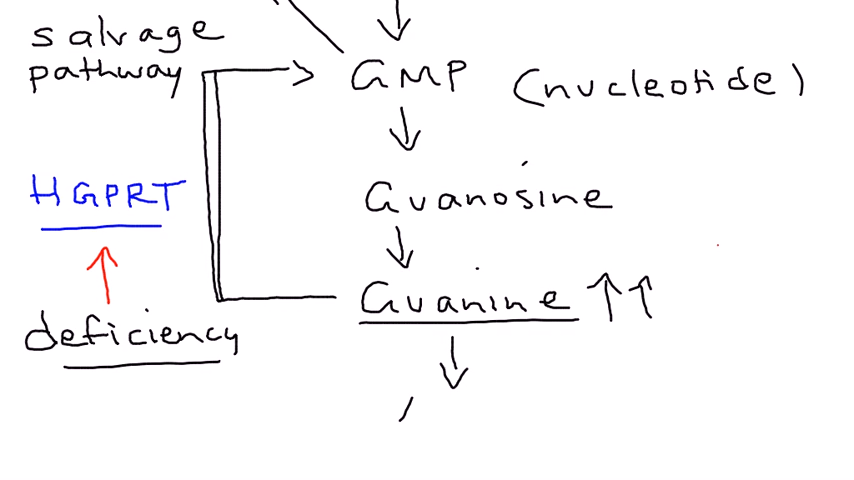 salvage
pathway
GMP (nucleotide)
HGPRT
Guanosine
Guanine
deficiency